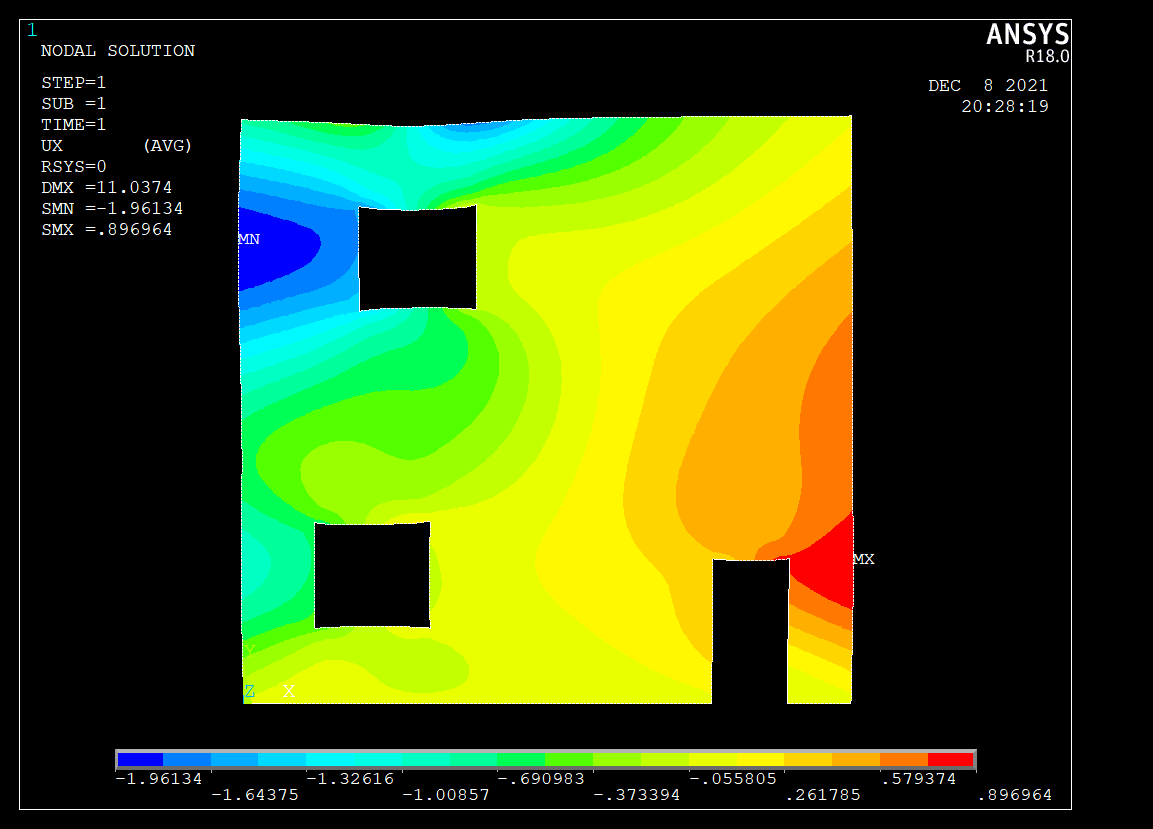 1
NODAL SOLUTION
STEP=1
SUB =1
TIME=1
UX (AVG)
RSYS=0
DMX =11.0374
SMN =-1.96134
SMX =.896964
ANSYS
R18.0
DEC 8 2021
20:28:19
MN
MX
Y
Z X
-1.96134 -1.32616 -.690983 -.055805 .579374
-1.64375 -1.00857 -.373394 .261785 .896964